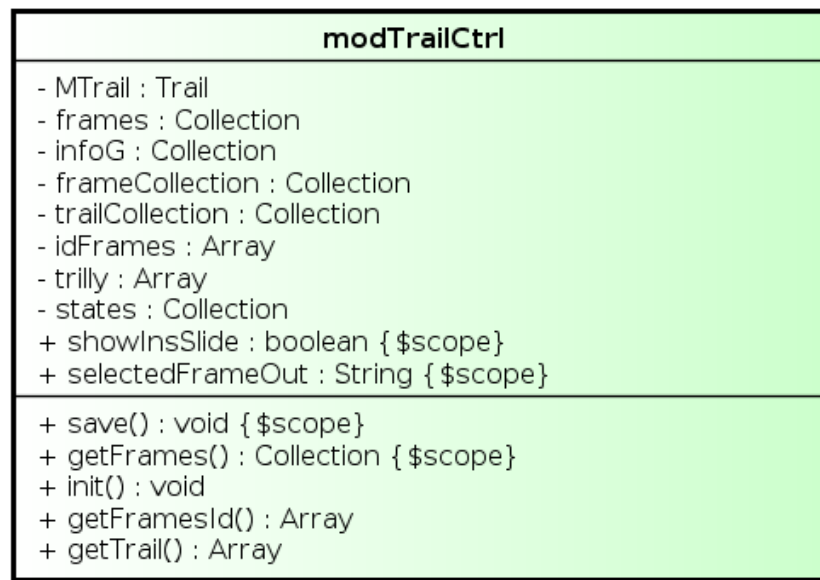 modTrailCtrl
- MTrail : Trail
- frames : Collection
- infoG : Collection
- frameCollection : Collection
- trailCollection : Collection
- idFrames : Array
- trilly : Array
- states : Collection
+ showInsSlide : boolean {$scope}
+ selectedFrameOut : String {$scope}
+ save() : void {$scope}
+ getFrames() : Collection {$scope}
+ init() : void
+ getFramesId() : Array
+ getTrail() : Array